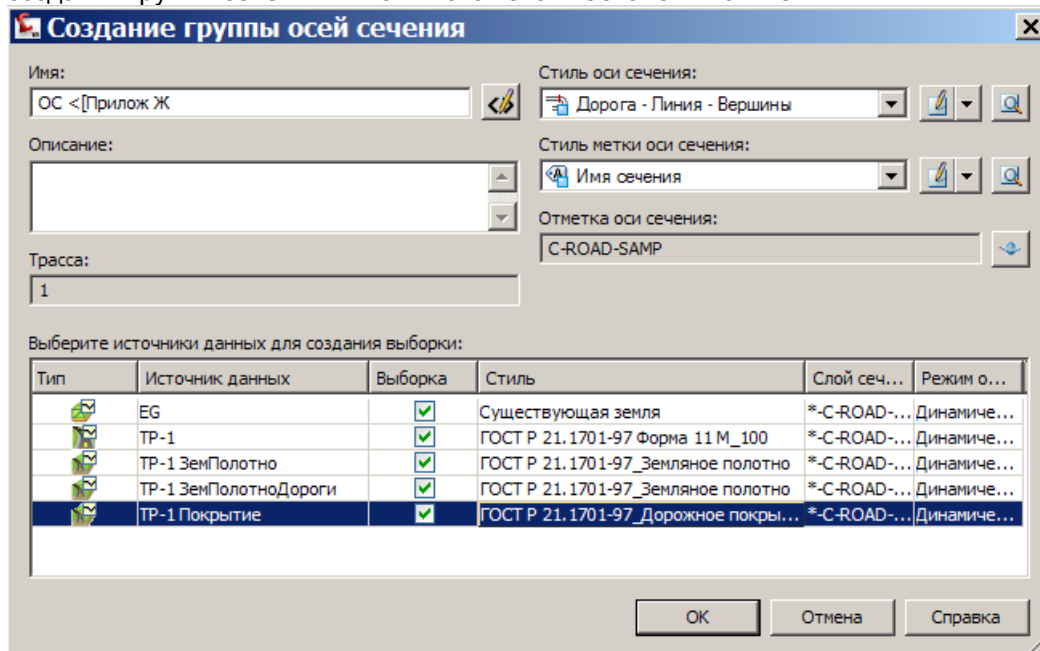 Создание группы осей сечения
Имя:
ОС <[Прилож Ж
Описание:
Трасса:
1
Стиль оси сечения:
Дорога - Линия - Вершины
Стиль метки оси сечения:
Имя сечения
Отметка оси сечения:
C-ROAD-SAMP
Выберите источники данных для создания выборки:
Тип Источник данных Выборка Стиль Слой сеч... Режим о...
EG Существующая земля *-C-ROAD-... Динамиче...
ТР-1 ГОСТ Р 21.1701-97 Форма 11 М_100 *-C-ROAD-... Динамиче...
ТР-1 ЗемПолотно ГОСТ Р 21.1701-97_Земляное полотно *-C-ROAD-... Динамиче...
ТР-1 ЗемПолотноДороги ГОСТ Р 21.1701-97_Земляное полотно *-C-ROAD-... Динамиче...
ТР-1 Покрытие ГОСТ Р 21.1701-97_Дорожное покры... *-C-ROAD-... Динамиче...
OK Отмена Справка